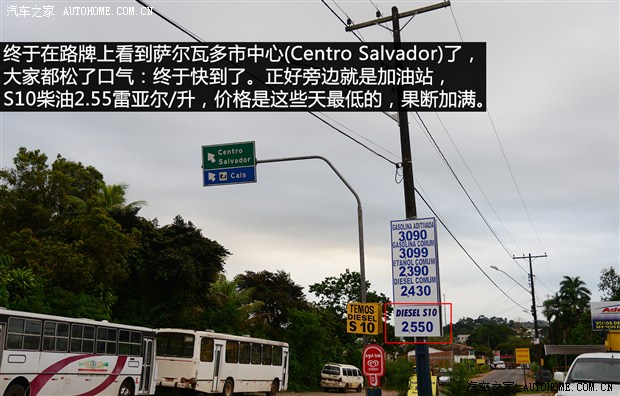 汽车之家 WWW.AUTOHOME.COM.CN
汽车之家 AUTOHOME.COM.CN
终于在路牌上看到萨尔瓦多市中心(Centro Salvador)了，
大家都松了口气：终于快到了。正好旁边就是加油站，
S10柴油2.55雷亚尔/升，价格是这些天最低的，果断加满。
Centro
Salvador
Cais
GASOLINA ADITIVADA
3090
GASOLINA COMUM
3099
ETANOL COMUM
2390
DIESEL COMUM
2430
DIESEL S10
2550
TEMOS
DIESEL
S 10
AQUI TEM